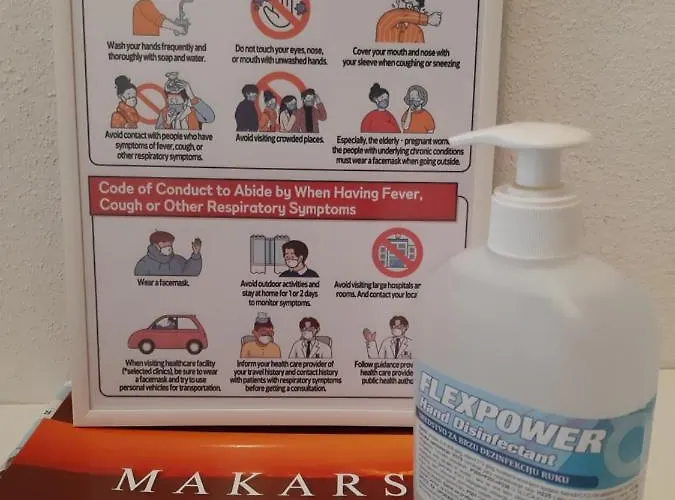 Wash your hands frequently and
thoroughly with soap and water.
Do not touch your eyes, nose,
or mouth with unwashed hands.
Cover your mouth and nose with
your sleeve when coughing or sneezing
Avoid contact with people who have
symptoms of fever, cough, or
other respiratory symptoms.
Avoid visiting crowded places.
Especially, the elderly · pregnant
the people with underlying chronic conditions
must wear a facemask when going outside.
Code of Conduct to Abide by When Having Fever,
Cough or Other Respiratory Symptoms
Wear a facemask.
Avoid outdoor activities and
stay at home for 1 or 2 days
to monitor symptoms.
Avoid visiting large hospitals
rooms. And contact your
When visiting healthcare facility
(*selected clinics), be sure to wear
a facemask and try to use
personal vehicles for transportation.
Inform your health care provider of
your travel history and contact history
with patients with respiratory symptoms
before getting a consultation.
Follow guidance
health care
public health
FLEXPOWER
Hand Disinfectant
SREDSTVO ZA BRZU DEZINFEKCIJU RUKU
MAKARS